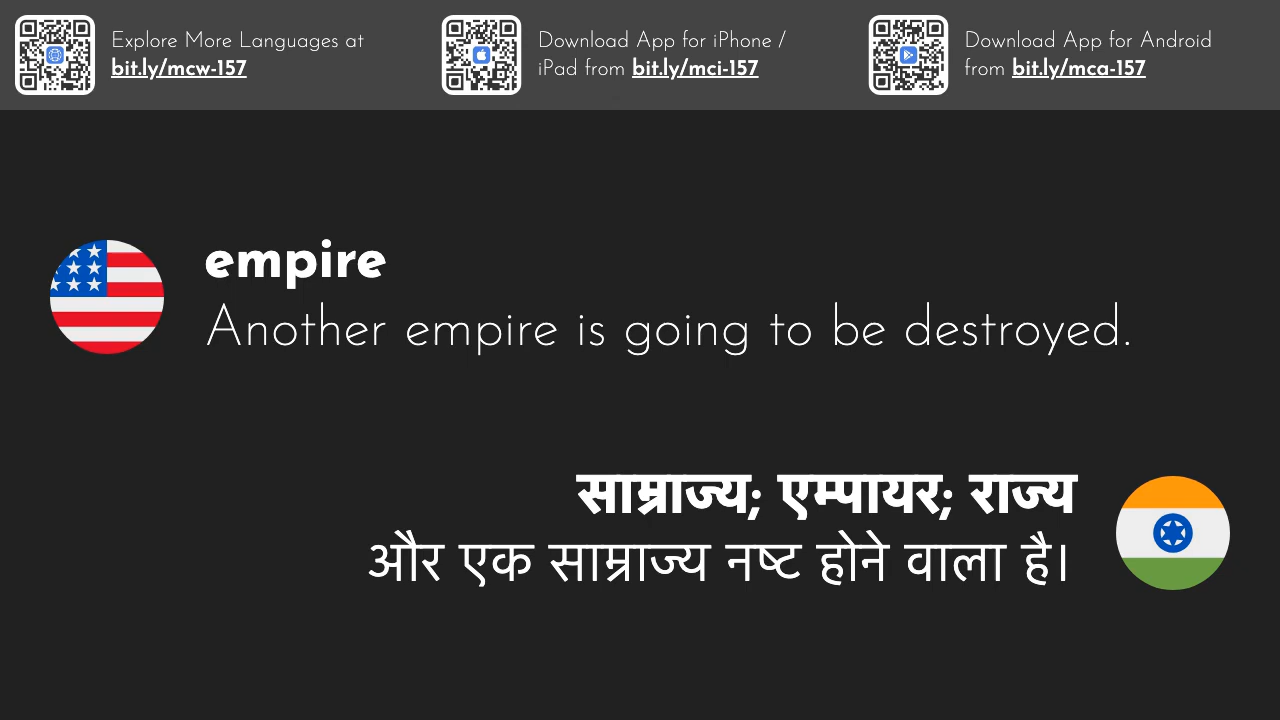 Explore More Languages at
bit.ly/mcw-157
Download App for iPhone /
iPad from bit.ly/mci-157
Download App for Android
from bit.ly/mca-157
empire
Another empire is going to be destroyed.
साम्राज्य; एम्पायर; राज्य
और एक साम्राज्य नष्ट होने वाला है।